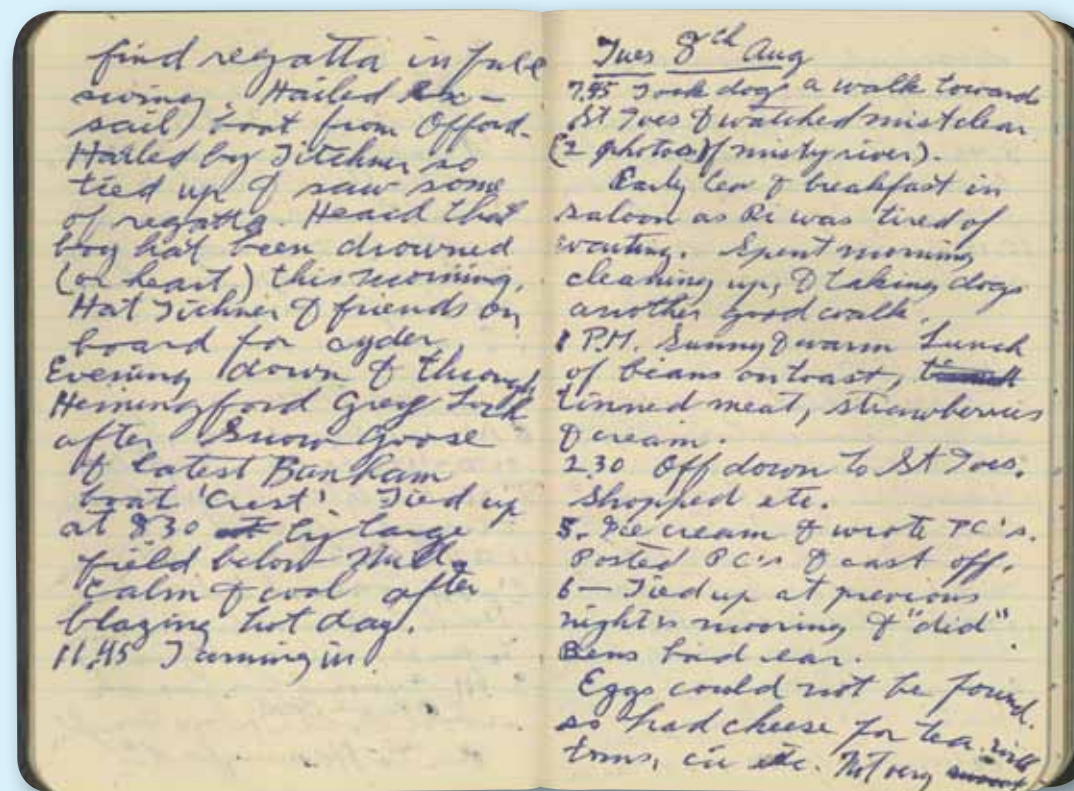 find regatta in full
swing. Hailed Ex-
sail) boat from Offord.
Hailed by Titchner so
tied up & saw some
of regatta. Heard that
boy had been drowned
(or heart,) this morning.
Had Tichner & friends on
board for cyder.
Evening down & through
Hemingford Grey Lock
after Snow Goose
& latest Banham
boat 'Crest'. Tied up
at 8.30 by large
field below Mill.
Calm & cool after
blazing hot day.
11.45 Turning in
Tues 8th Aug
7.45 Took dogs a walk towards
St Ives & watched mist clear
(2 photos of misty river).
Early tea & breakfast in
saloon as Ri was tired of
waiting. Spent morning
cleaning up, & taking dogs
another good walk.
1 P.M. Sunny & warm Lunch
of beans on toast,
tinned meat, strawberries
& cream.
2.30 Off down to St Ives.
Shopped etc.
5. Ice cream & wrote PC's.
Posted PC's & cast off.
6 — Tied up at previous
night's mooring & "did"
Bens bad ear.
Eggs could not be found.
so had cheese for tea with
toms, etc. Not very